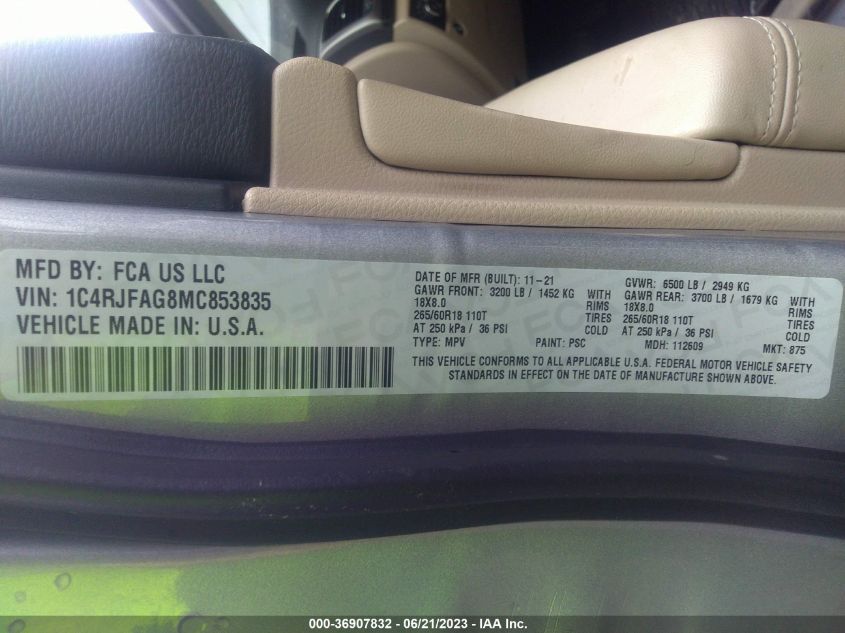 MFD BY: FCA US LLC
VIN: 1C4RJFAG8MC853835
VEHICLE MADE IN: U.S.A.
DATE OF MFR (BUILT): 11-21
GAWR FRONT: 3200 LB / 1452 KG WITH
18X8.0 RIMS
265/60R18 110T TIRES
AT 250 kPa / 36 PSI COLD
TYPE: MPV PAINT: PSC
GVWR: 6500 LB / 2949 KG
GAWR REAR: 3700 LB / 1679 KG WITH
18X8.0 RIMS
265/60R18 110T TIRES
AT 250 kPa / 36 PSI COLD
MDH: 112609 MKT: 875
THIS VEHICLE CONFORMS TO ALL APPLICABLE U.S.A. FEDERAL MOTOR VEHICLE SAFETY
STANDARDS IN EFFECT ON THE DATE OF MANUFACTURE SHOWN ABOVE.
000-36907832 - 06/21/2023 - IAA Inc.